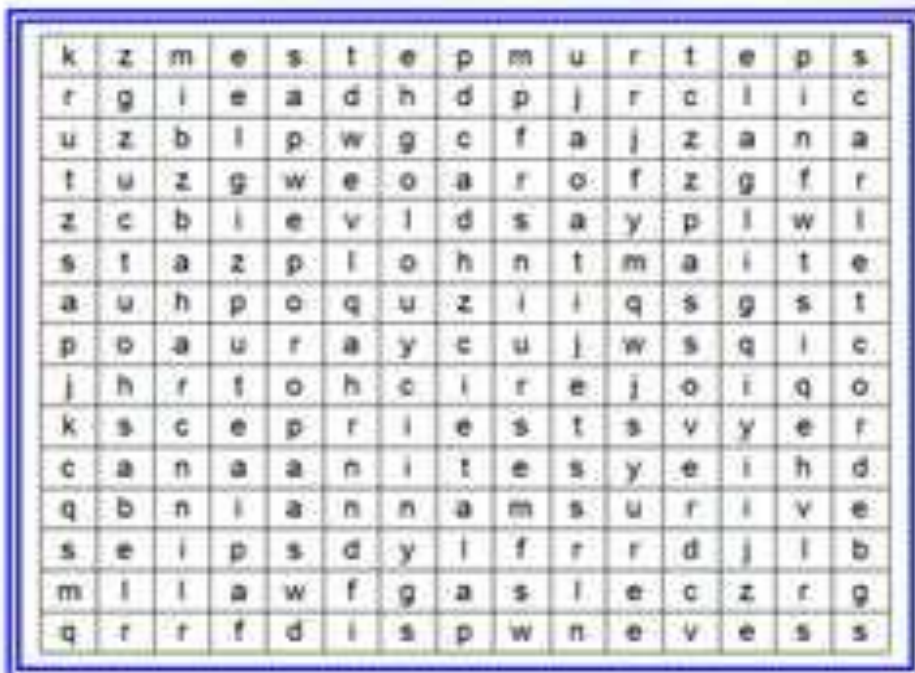 k z m e s t e p m u r t e p s
r g i e a d h d p j r c l i c
u z b l p w g c f a j z a n a
t u z g w e o a r o f z g f r
z c b i e v l d s a y p l w l
s t a z p l o h n t m a i t e
a u h p o q u z i i q s g s t
p o a u r a y c u j w s q i c
j h r t o h c i r e j o i q o
k s c e p r i e s t s v y e r
c a n a a n i t e s y e i h d
q b n i a n n a m s u r i v e
s e i p s d y l f r r d j l b
m l l a w f g a s l e c z r g
q r r f d i s p w n e v e s s